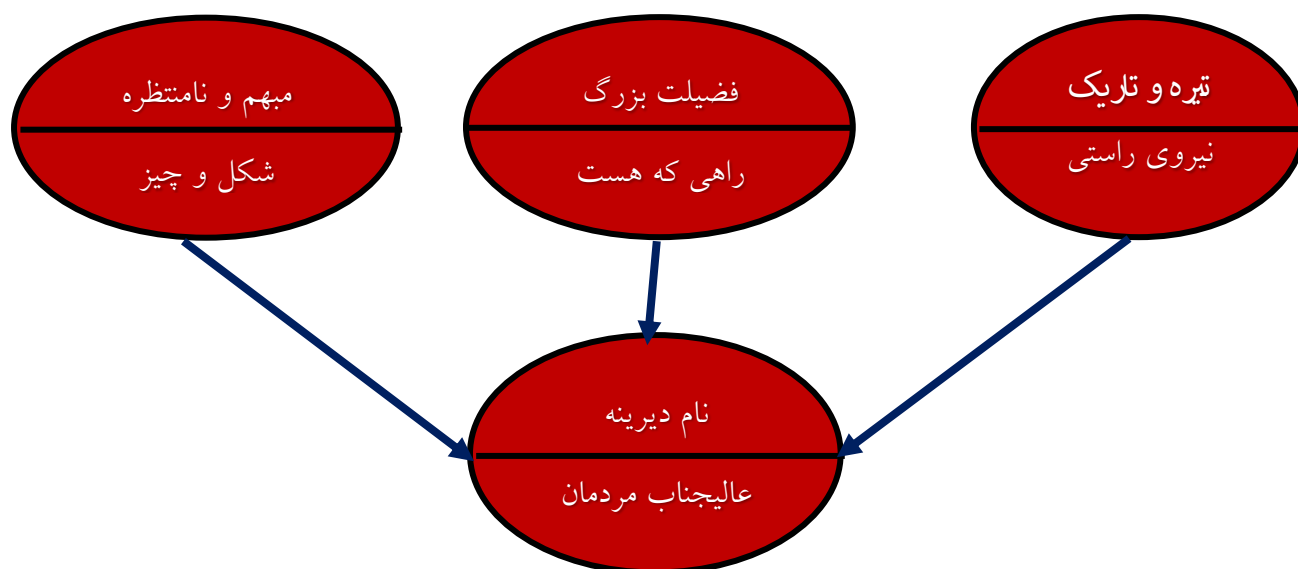 تیره و تاریک
نیروی راستی
فضیلت بزرگ
راهی که هست
مبهم و نامنتظره
شکل و چیز
نام دیرینه
عالیجناب مردمان